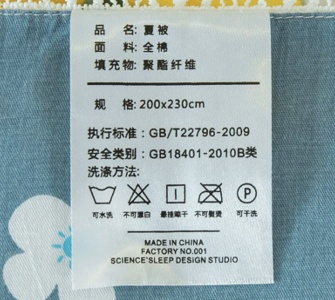 品　名: 夏被
面　料: 全棉
填充物: 聚酯纤维
规　格: 200x230cm
执行标准: GB/T22796-2009
安全类别: GB18401-2010B类
洗涤方法:
可水洗 不可漂白 悬挂晾干 不可熨烫 可干洗
MADE IN CHINA
FACTORY NO.001
SCIENCE'SLEEP DESIGN STUDIO